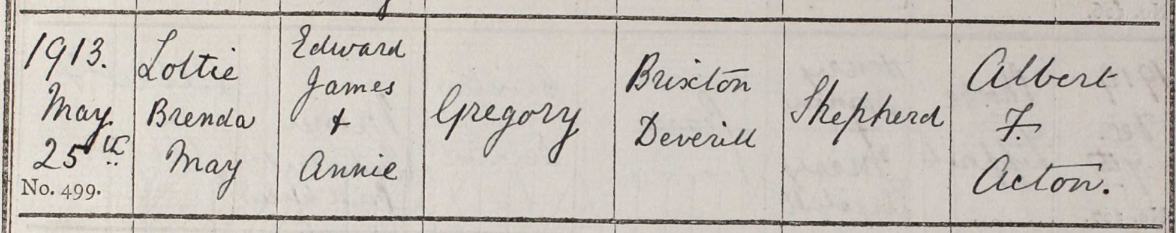 1913.
May.
25th
No. 499.
Lottie
Brenda
May
Edward
James
&
Annie
Gregory
Brixton
Deverill
Shepherd
Albert
F.
Acton.